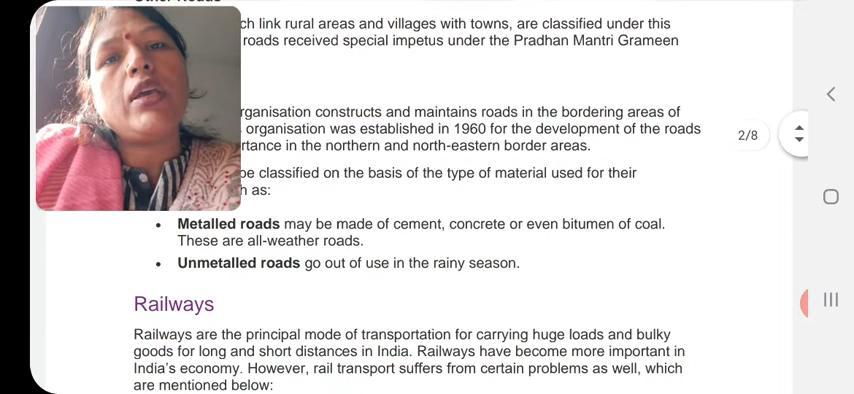 ch link rural areas and villages with towns, are classified under this
roads received special impetus under the Pradhan Mantri Grameen
rganisation constructs and maintains roads in the bordering areas of
organisation was established in 1960 for the development of the roads
rtance in the northern and north-eastern border areas.
2/8
be classified on the basis of the type of material used for their
h as:
• Metalled roads may be made of cement, concrete or even bitumen of coal.
These are all-weather roads.
• Unmetalled roads go out of use in the rainy season.
Railways
Railways are the principal mode of transportation for carrying huge loads and bulky
goods for long and short distances in India. Railways have become more important in
India's economy. However, rail transport suffers from certain problems as well, which
are mentioned below: